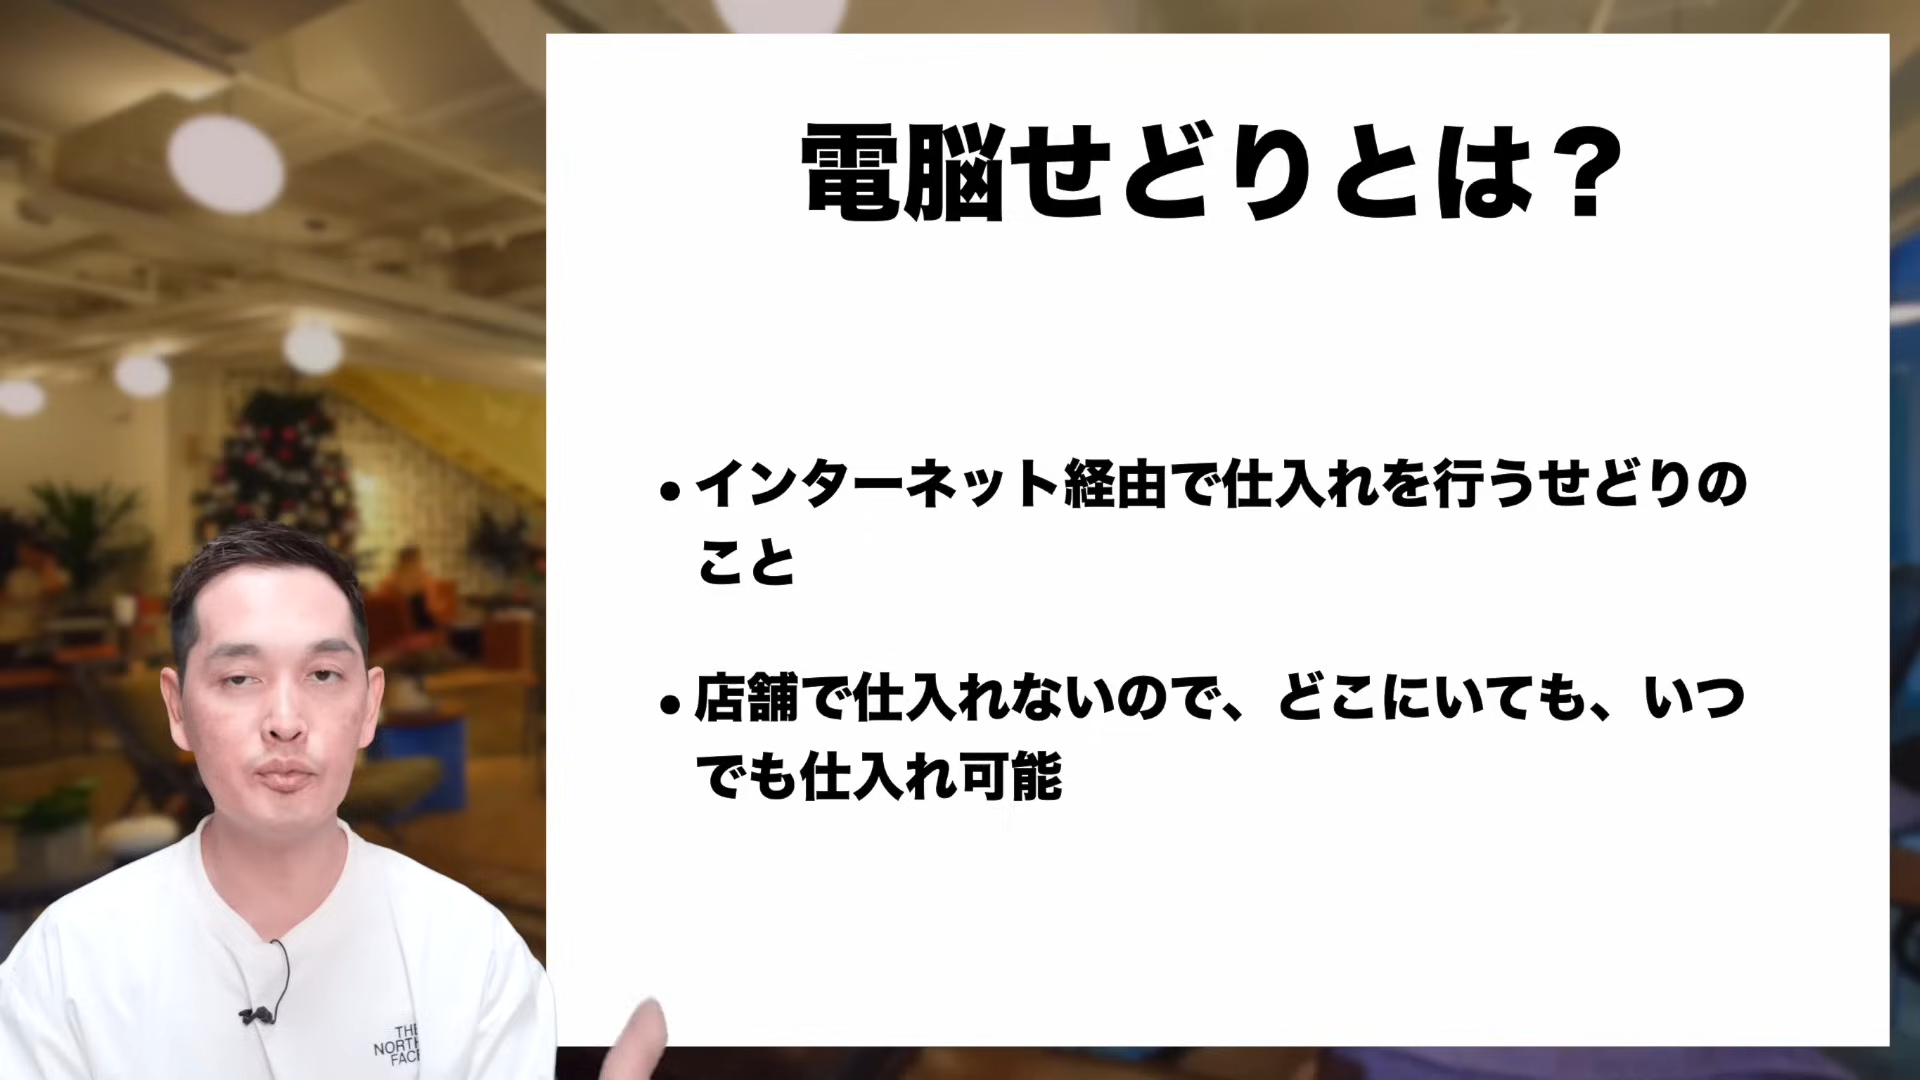 電脳せどりとは？
•インターネット経由で仕入れを行うせどりの
こと
•店舗で仕入れないので、どこにいても、いつ
でも仕入れ可能
THE
NORTH
FACE